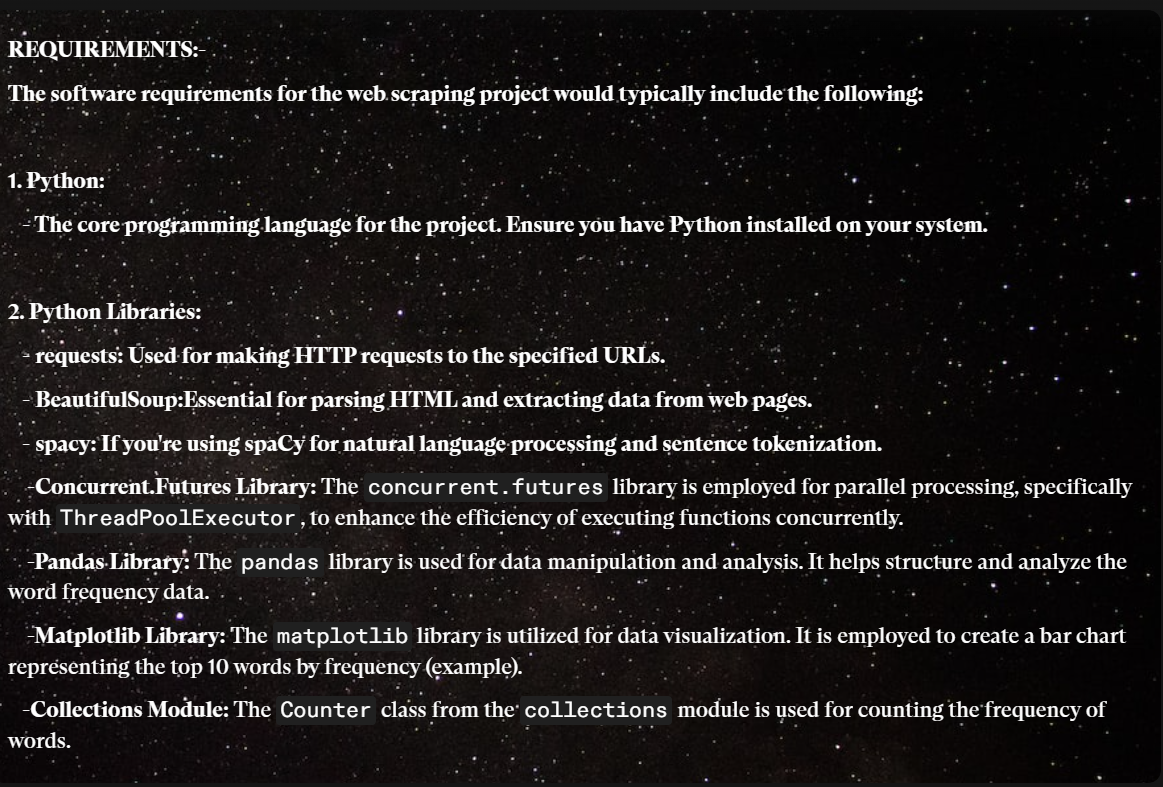 REQUIREMENTS:-
The software requirements for the web scraping project would typically include the following:
1. Python:
- The core programming language for the project. Ensure you have Python installed on your system.
2. Python Libraries:
- requests: Used for making HTTP requests to the specified URLs.
- BeautifulSoup:Essential for parsing HTML and extracting data from web pages.
- spacy: If you're using spaCy for natural language processing and sentence tokenization.
-Concurrent.Futures Library: The concurrent.futures library is employed for parallel processing, specifically
with ThreadPoolExecutor, to enhance the efficiency of executing functions concurrently.
-Pandas Library: The pandas library is used for data manipulation and analysis. It helps structure and analyze the
word frequency data.
-Matplotlib Library: The matplotlib library is utilized for data visualization. It is employed to create a bar chart
representing the top 10 words by frequency (example).
-Collections Module: The Counter class from the collections module is used for counting the frequency of
words.